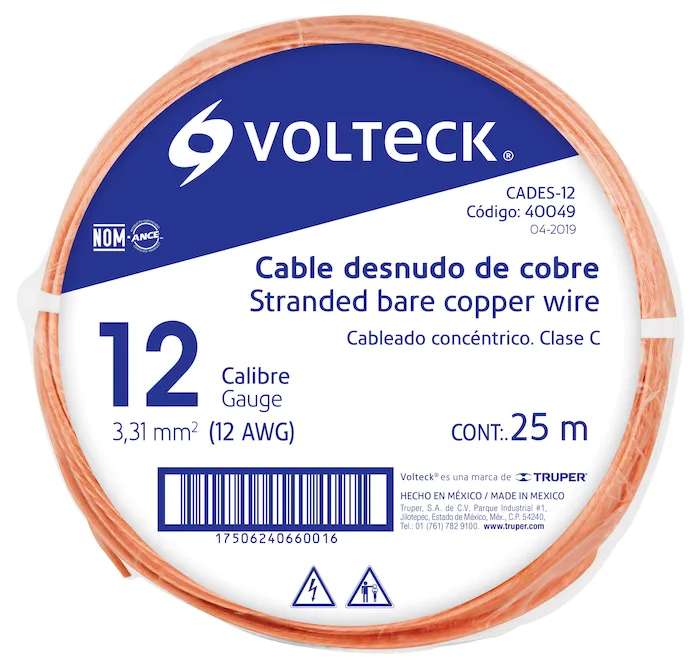 VOLTECK®
CADES-12
Código: 40049
04-2019
NOM-ANCE
Cable desnudo de cobre
Stranded bare copper wire
Cableado concéntrico. Clase C
12
Calibre
Gauge
3,31 mm² (12 AWG)
CONT:. 25 m
Volteck® es una marca de TRUPER®
HECHO EN MÉXICO / MADE IN MEXICO
Truper, S.A. de C.V. Parque Industrial #1,
Jilotepec, Estado de México, Méx., C.P. 54240,
Tel.: 01 (761) 782 9100. www.truper.com
17506240660016